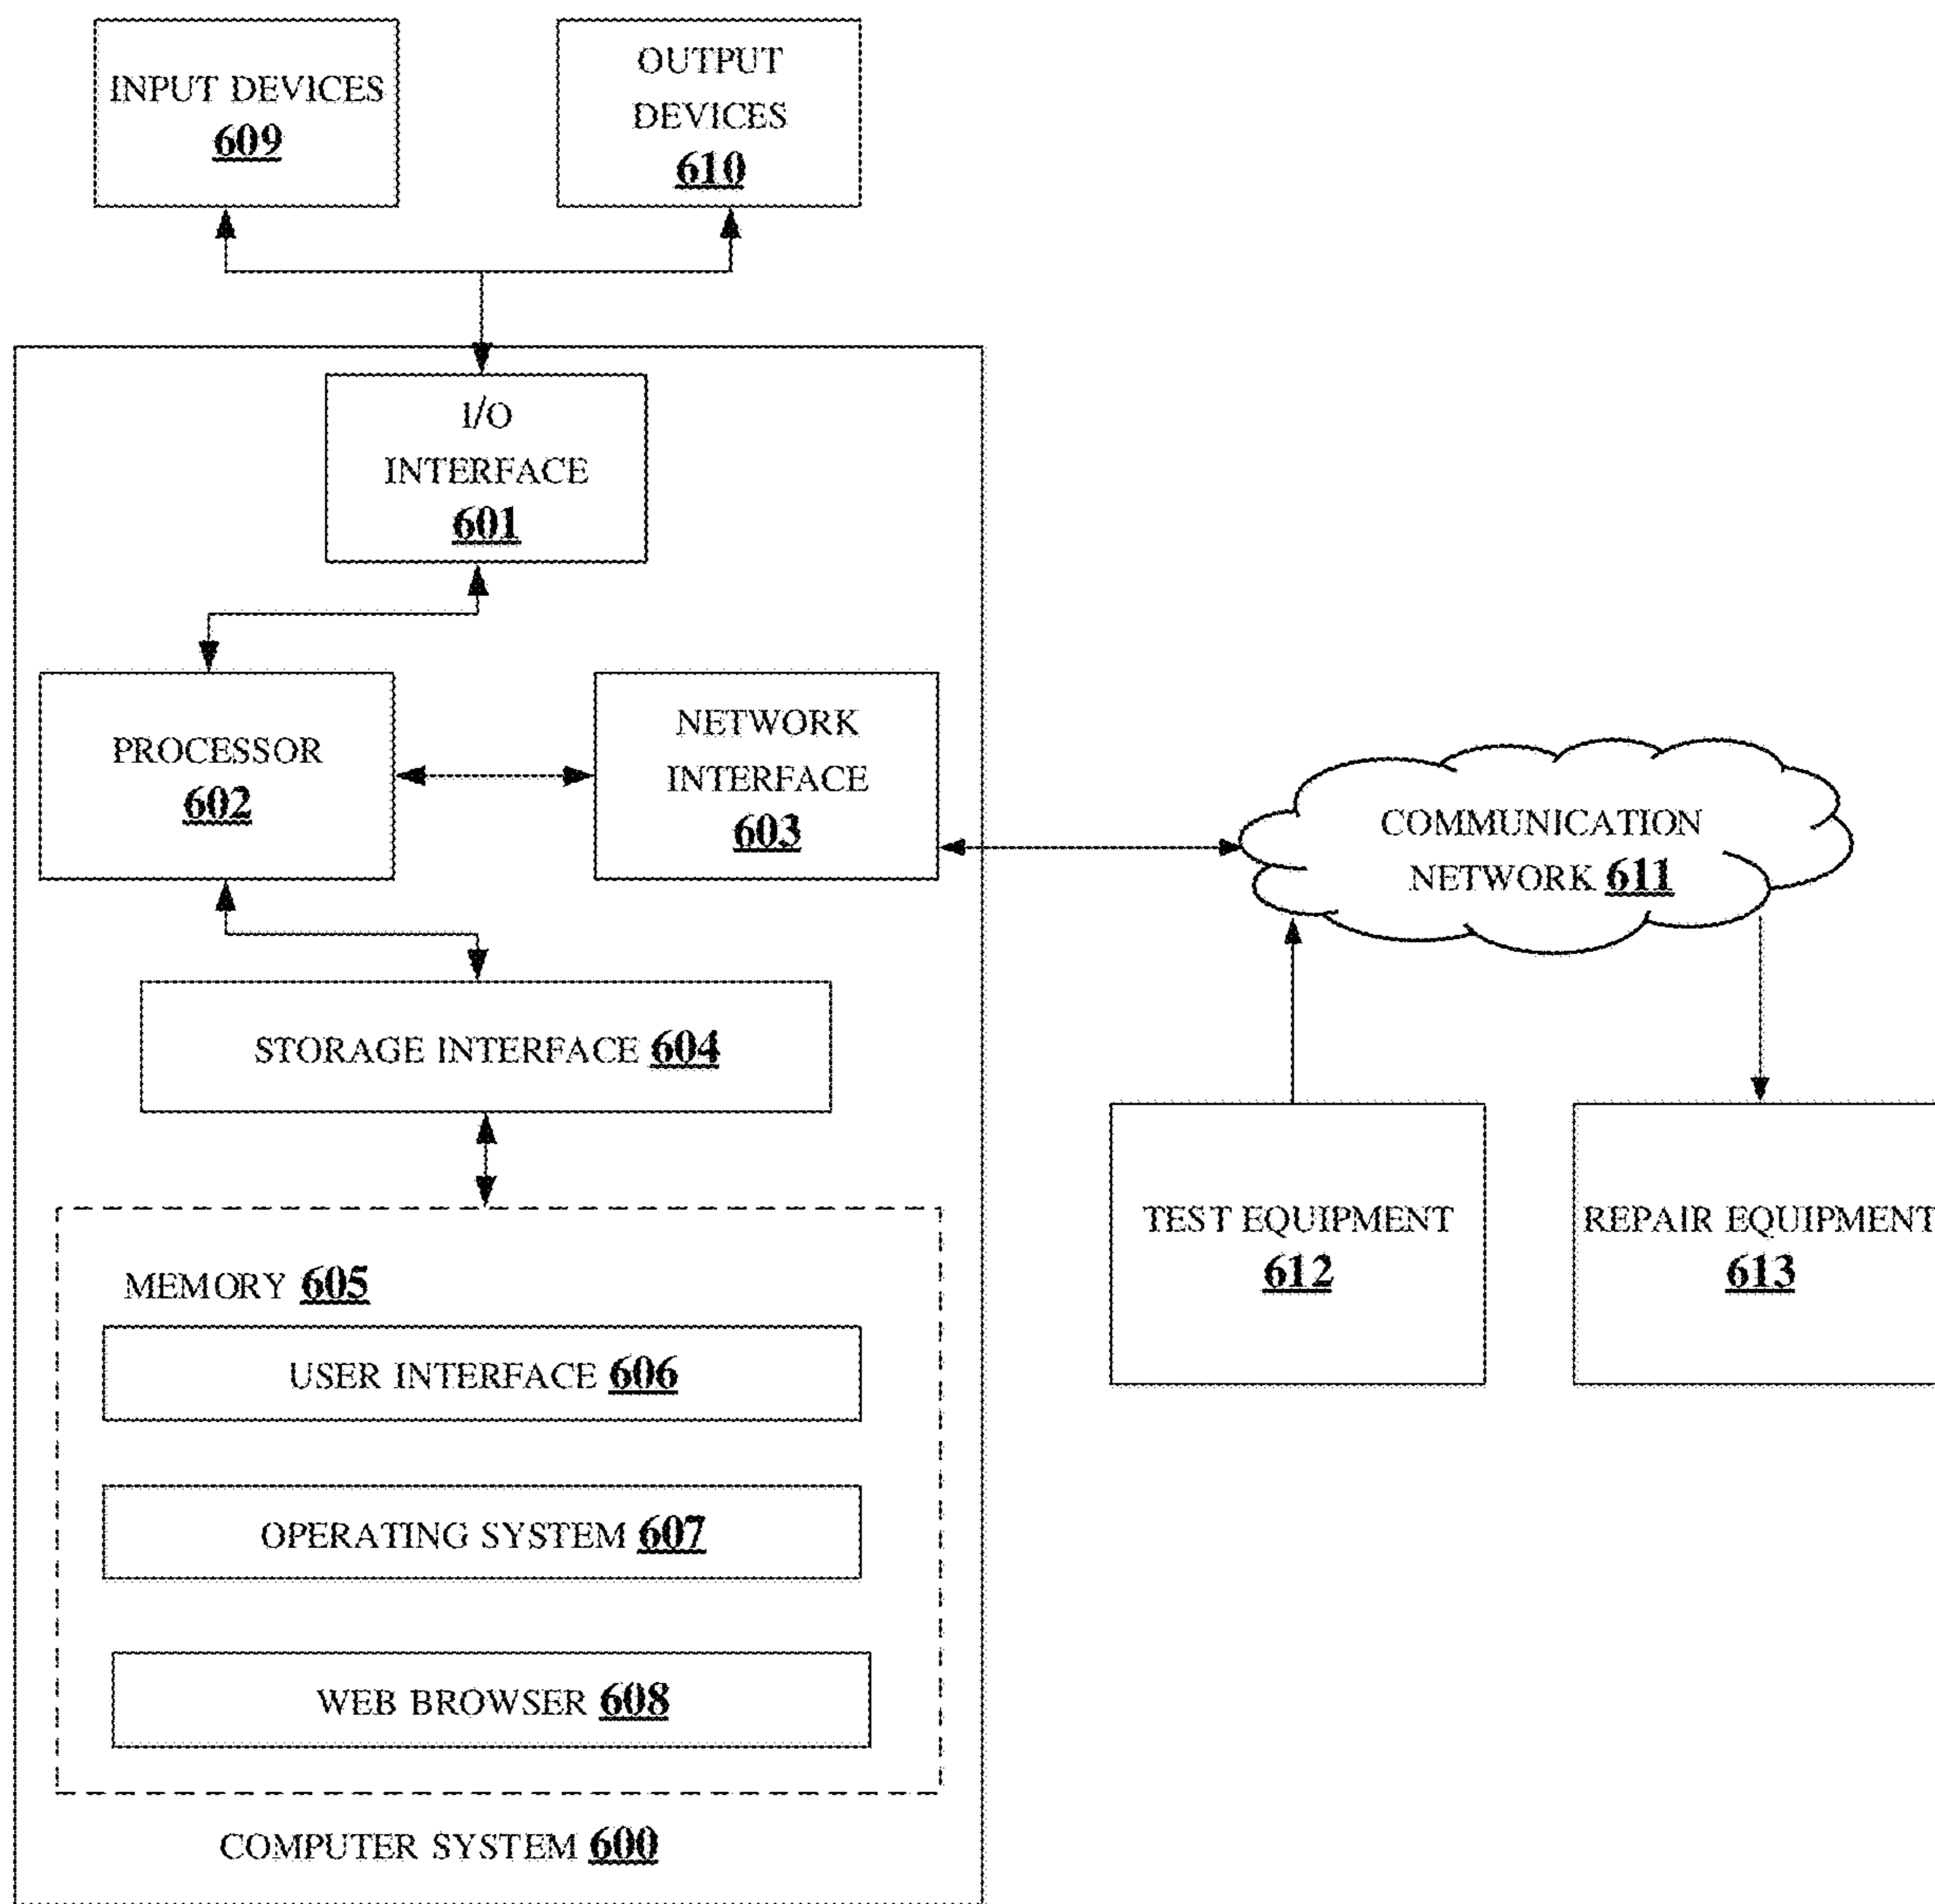 INPUT DEVICES
609
OUTPUT
DEVICES
610
I/O
INTERFACE
601
PROCESSOR
602
NETWORK
INTERFACE
603
COMMUNICATION
NETWORK 611
STORAGE INTERFACE 604
TEST EQUIPMENT
612
REPAIR EQUIPMENT
613
MEMORY 605
USER INTERFACE 606
OPERATING SYSTEM 607
WEB BROWSER 608
COMPUTER SYSTEM 600